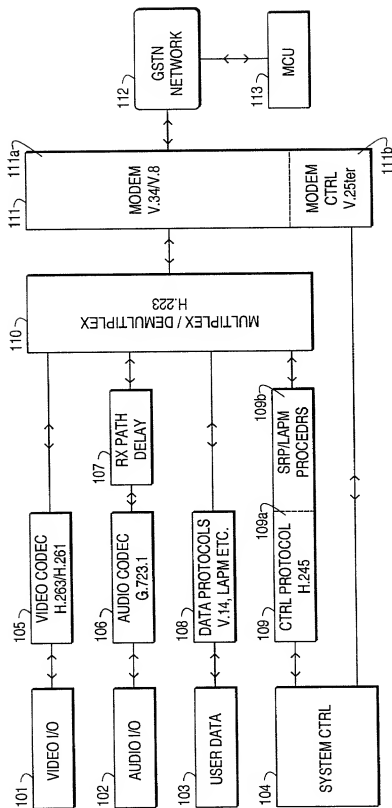 101
VIDEO I/O
102
AUDIO I/O
103
USER DATA
104
SYSTEM CTRL
105
VIDEO CODEC
H.263/H.261
106
AUDIO CODEC
G.723.1
107
RX PATH
DELAY
108
DATA PROTOCOLS
V.14, LAPM ETC.
109
109a
CTRL PROTOCOL
H.245
109b
SRP/LAPM
PROCEDRS
110
MULTIPLEX / DEMULTIPLEX
H.223
111
111a
MODEM
V.34/V.8
MODEM
CTRL
V.25ter
111b
112
GSTN
NETWORK
113
MCU